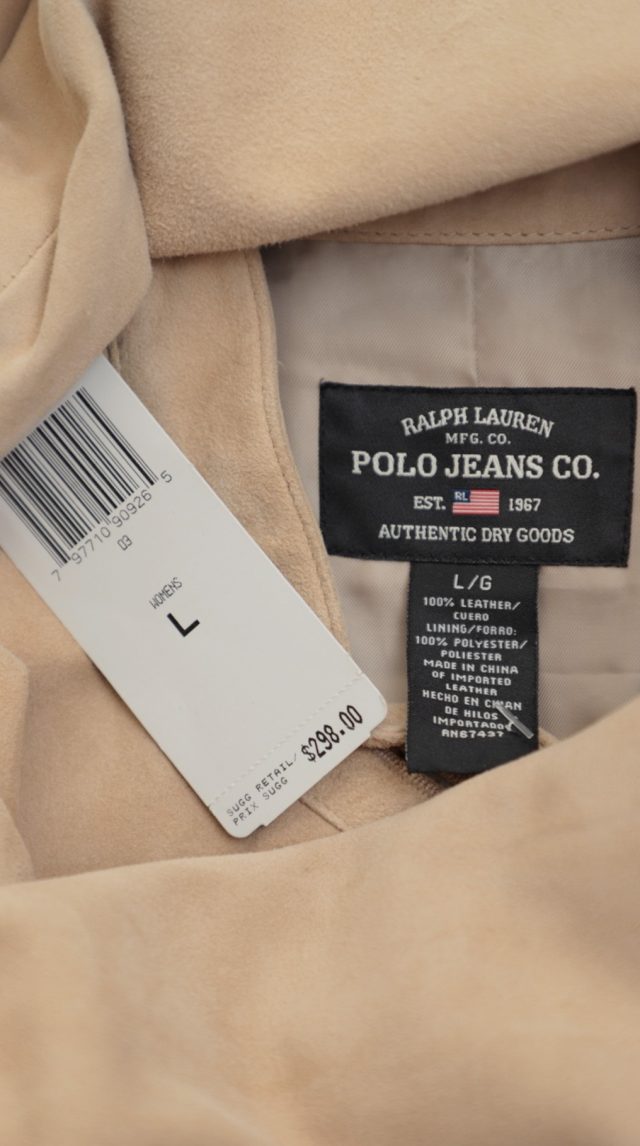 7 97710 90926 5
03
WOMENS
L
SUGG RETAIL/
PRIX SUGG
$298.00
RALPH LAUREN
MFG. CO.
POLO JEANS CO.
EST. RL 1967
AUTHENTIC DRY GOODS
L/G
100% LEATHER/
CUERO
LINING/FORRO:
100% POLYESTER/
POLIESTER
MADE IN CHINA
OF IMPORTED
LEATHER
HECHO EN
DE HILOS
IMPORTADOS